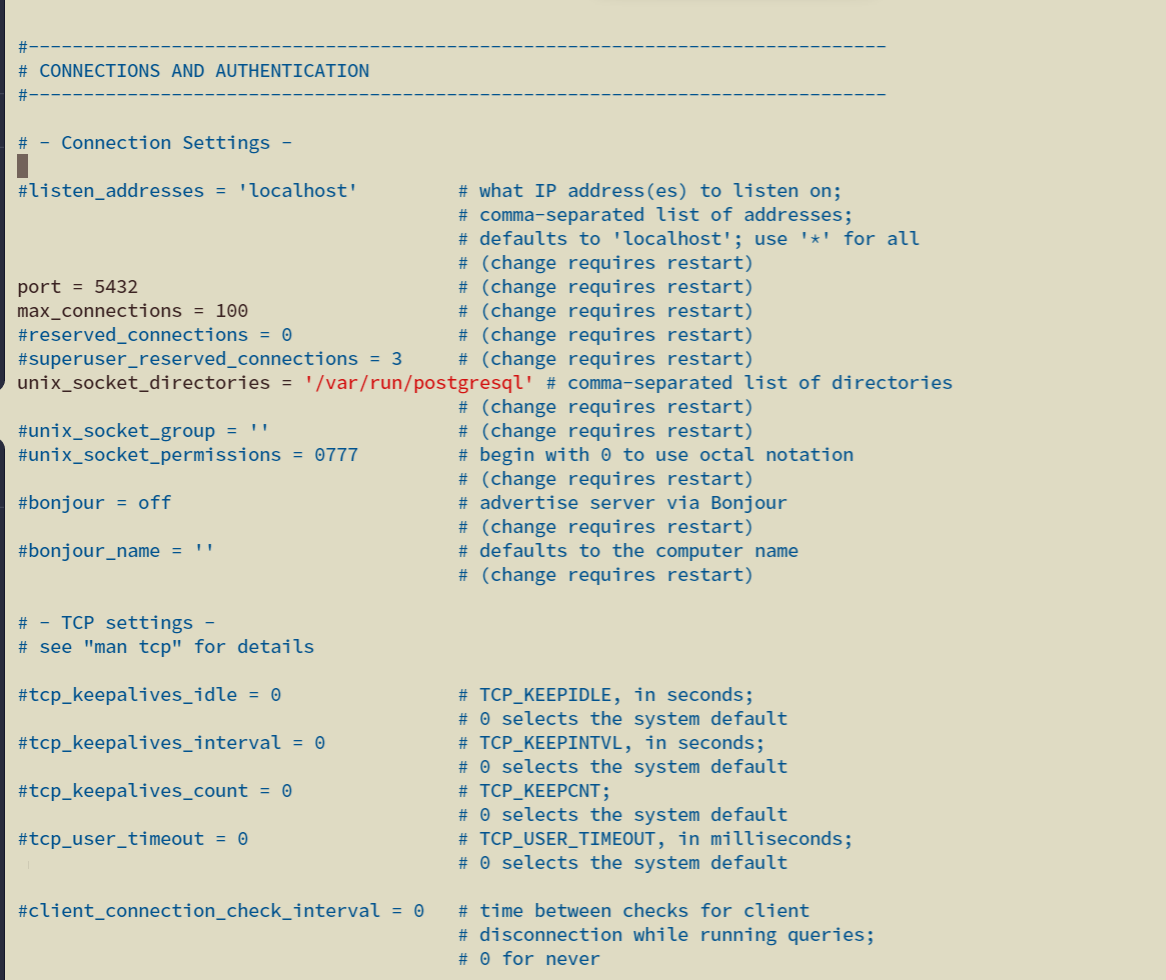 #------------------------------------------------------------------------------
# CONNECTIONS AND AUTHENTICATION
#------------------------------------------------------------------------------
# - Connection Settings -
#listen_addresses = 'localhost'         # what IP address(es) to listen on;
                                        # comma-separated list of addresses;
                                        # defaults to 'localhost'; use '*' for all
                                        # (change requires restart)
port = 5432                             # (change requires restart)
max_connections = 100                   # (change requires restart)
#reserved_connections = 0               # (change requires restart)
#superuser_reserved_connections = 3     # (change requires restart)
unix_socket_directories = '/var/run/postgresql' # comma-separated list of directories
                                        # (change requires restart)
#unix_socket_group = ''                 # (change requires restart)
#unix_socket_permissions = 0777         # begin with 0 to use octal notation
                                        # (change requires restart)
#bonjour = off                          # advertise server via Bonjour
                                        # (change requires restart)
#bonjour_name = ''                      # defaults to the computer name
                                        # (change requires restart)
# - TCP settings -
# see "man tcp" for details
#tcp_keepalives_idle = 0                # TCP_KEEPIDLE, in seconds;
                                        # 0 selects the system default
#tcp_keepalives_interval = 0            # TCP_KEEPINTVL, in seconds;
                                        # 0 selects the system default
#tcp_keepalives_count = 0               # TCP_KEEPCNT;
                                        # 0 selects the system default
#tcp_user_timeout = 0                   # TCP_USER_TIMEOUT, in milliseconds;
                                        # 0 selects the system default
#client_connection_check_interval = 0   # time between checks for client
                                        # disconnection while running queries;
                                        # 0 for never